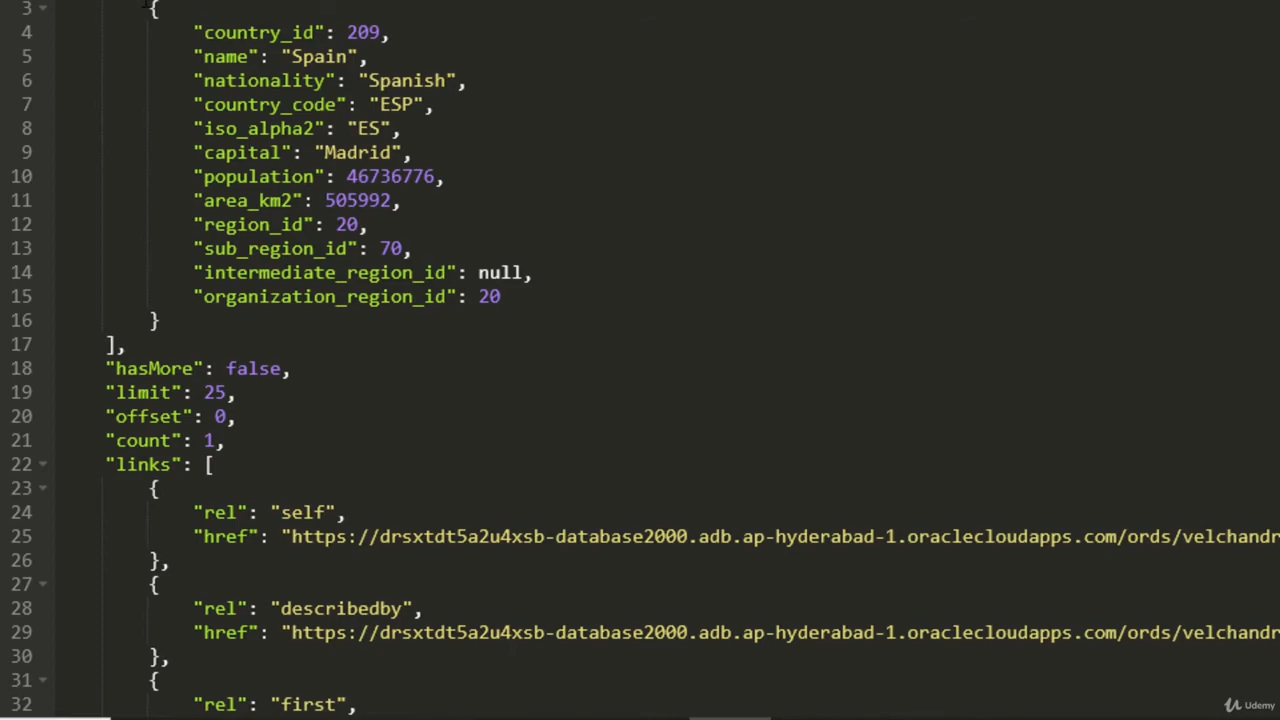 3 {
4 "country_id": 209,
5 "name": "Spain",
6 "nationality": "Spanish",
7 "country_code": "ESP",
8 "iso_alpha2": "ES",
9 "capital": "Madrid",
10 "population": 46736776,
11 "area_km2": 505992,
12 "region_id": 20,
13 "sub_region_id": 70,
14 "intermediate_region_id": null,
15 "organization_region_id": 20
16 }
17 ],
18 "hasMore": false,
19 "limit": 25,
20 "offset": 0,
21 "count": 1,
22 "links": [
23 {
24 "rel": "self",
25 "href": "https://drsxtdt5a2u4xsb-database2000.adb.ap-hyderabad-1.oraclecloudapps.com/ords/velchandr
26 },
27 {
28 "rel": "describedby",
29 "href": "https://drsxtdt5a2u4xsb-database2000.adb.ap-hyderabad-1.oraclecloudapps.com/ords/velchandr
30 },
31 {
32 "rel": "first",
Udemy